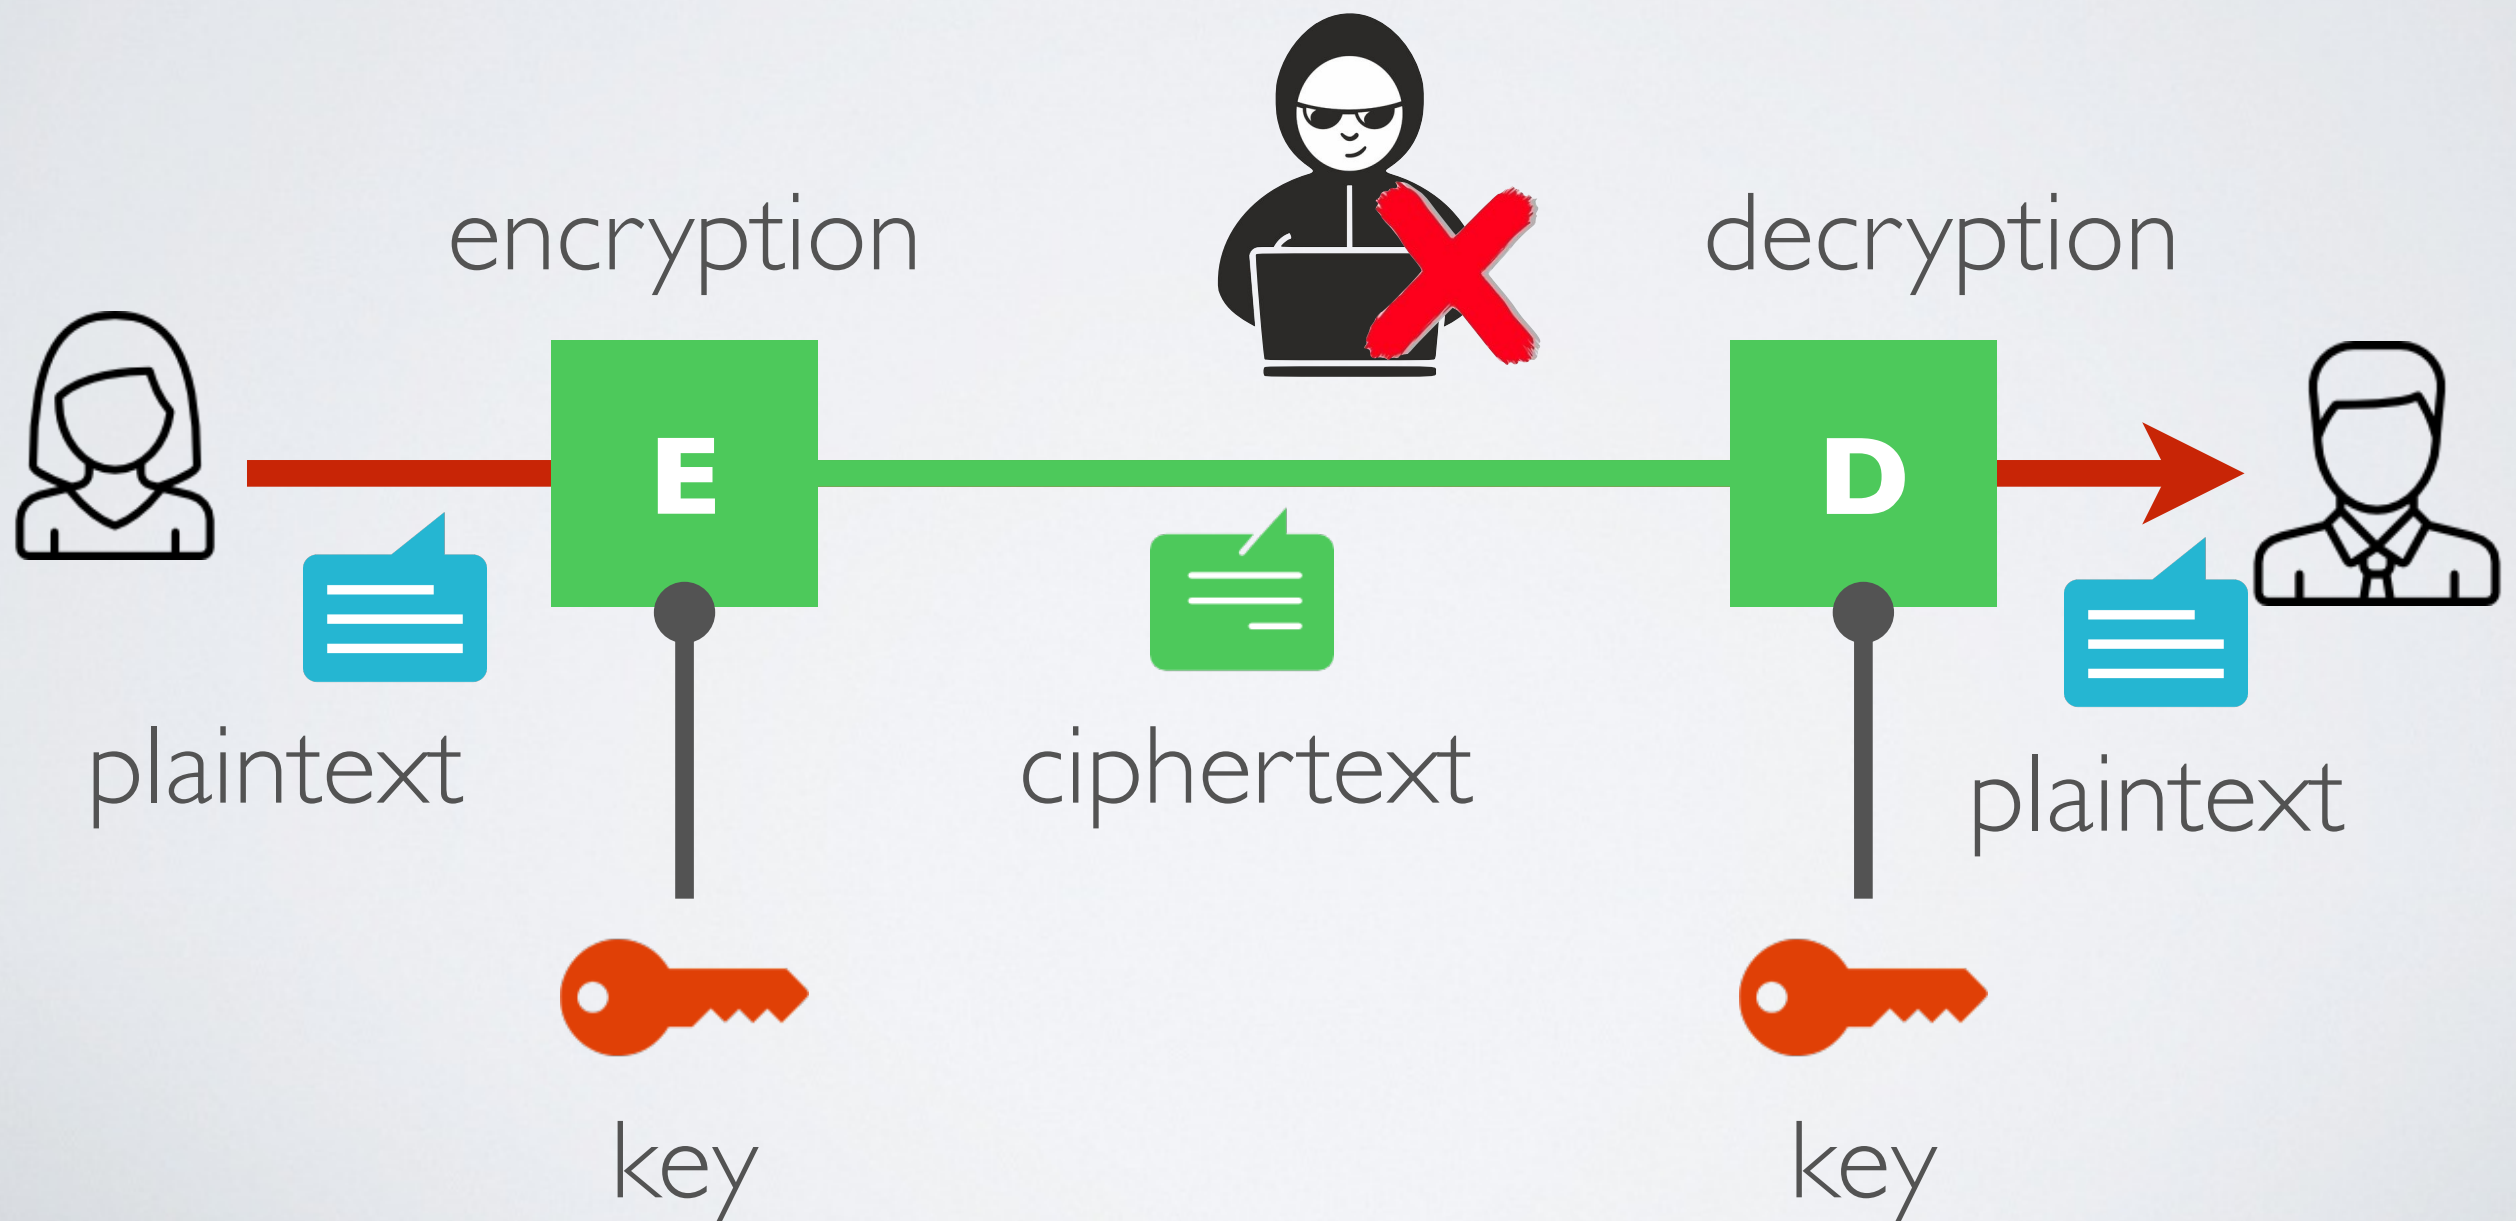 encryption
decryption
E
D
plaintext
ciphertext
plaintext
key
key